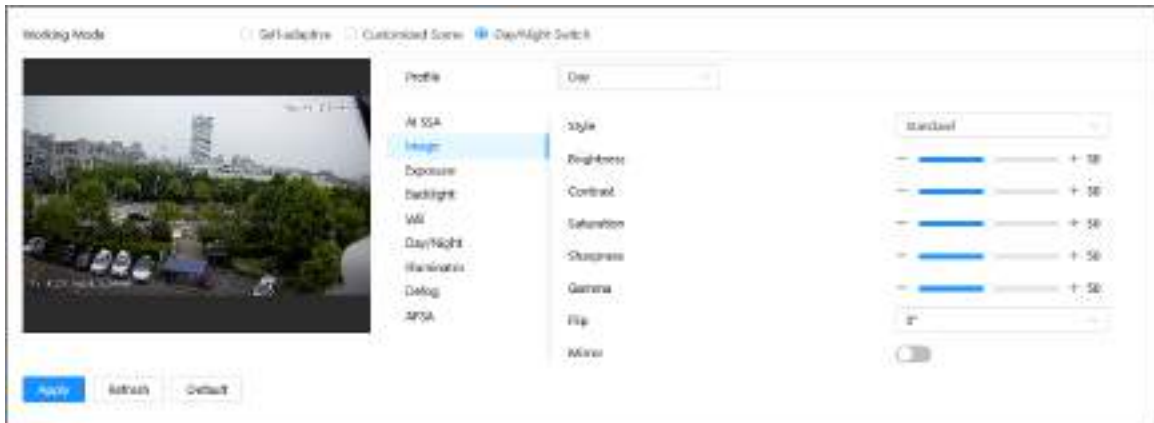 Working Mode Self-adaptive Customized Scene Day/Night Switch
Profile Day
AI SSA
Image
Exposure
Backlight
WB
Day/Night
Illuminator
Defog
Style Standard
Brightness - + 50
Contrast - + 50
Saturation - + 50
Sharpness - + 50
Gamma - + 50
Flip 0°
Mirror
Apply Refresh Default